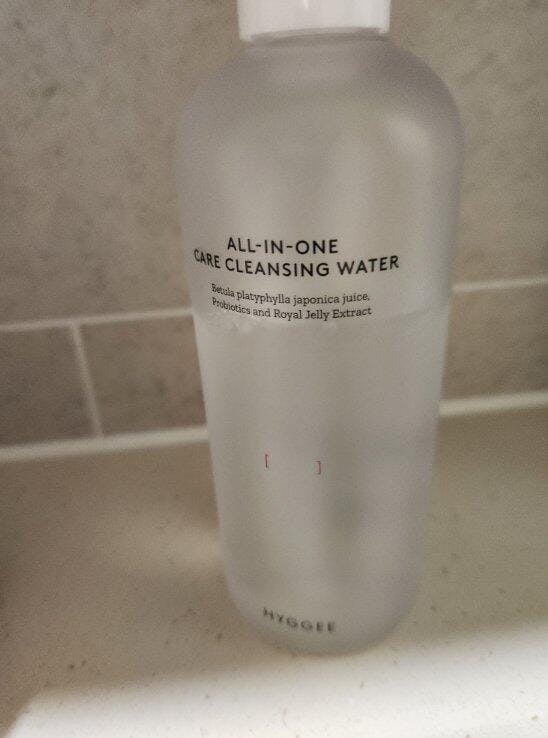 ALL-IN-ONE
CARE CLEANSING WATER
Betula platyphylla japonica juice,
Probiotics and Royal Jelly Extract
[ ]
HYGGEE